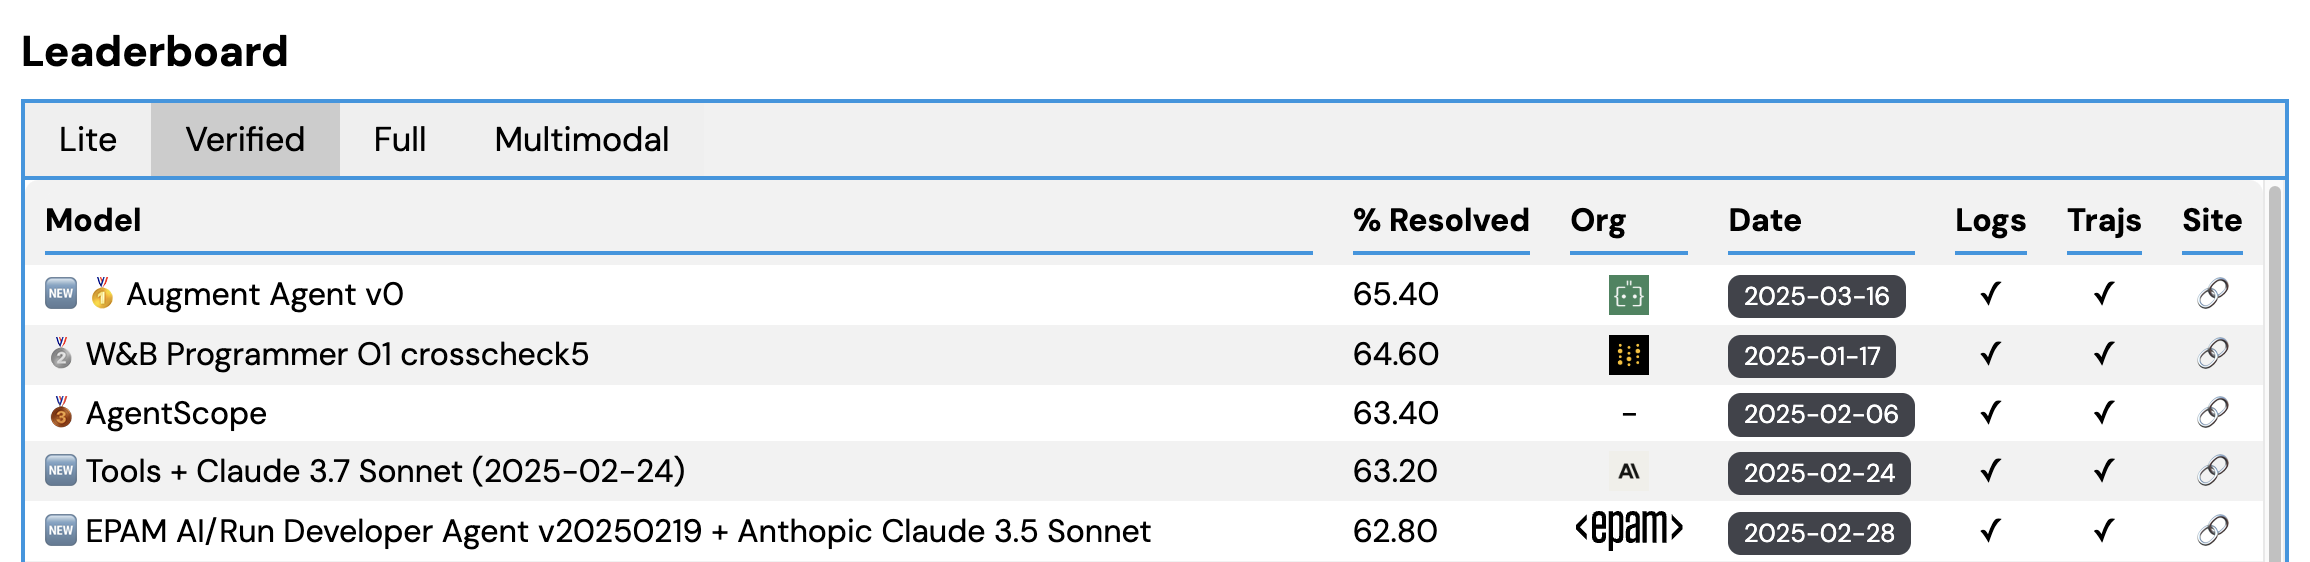 Leaderboard
Lite Verified Full Multimodal
Model % Resolved Org Date Logs Trajs Site
NEW 1 Augment Agent v0 65.40 {··} 2025-03-16 ✓ ✓
2 W&B Programmer O1 crosscheck5 64.60 2025-01-17 ✓ ✓
3 AgentScope 63.40 - 2025-02-06 ✓ ✓
NEW Tools + Claude 3.7 Sonnet (2025-02-24) 63.20 A\ 2025-02-24 ✓ ✓
NEW EPAM AI/Run Developer Agent v20250219 + Anthopic Claude 3.5 Sonnet 62.80 <epam> 2025-02-28 ✓ ✓